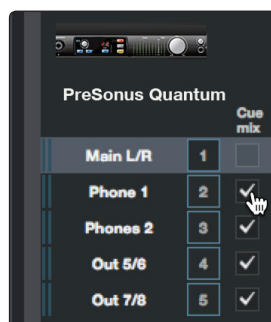 PreSonus Quantum
Cue
mix
Main L/R 1
Phone 1 2
Phones 2 3
Out 5/6 4
Out 7/8 5